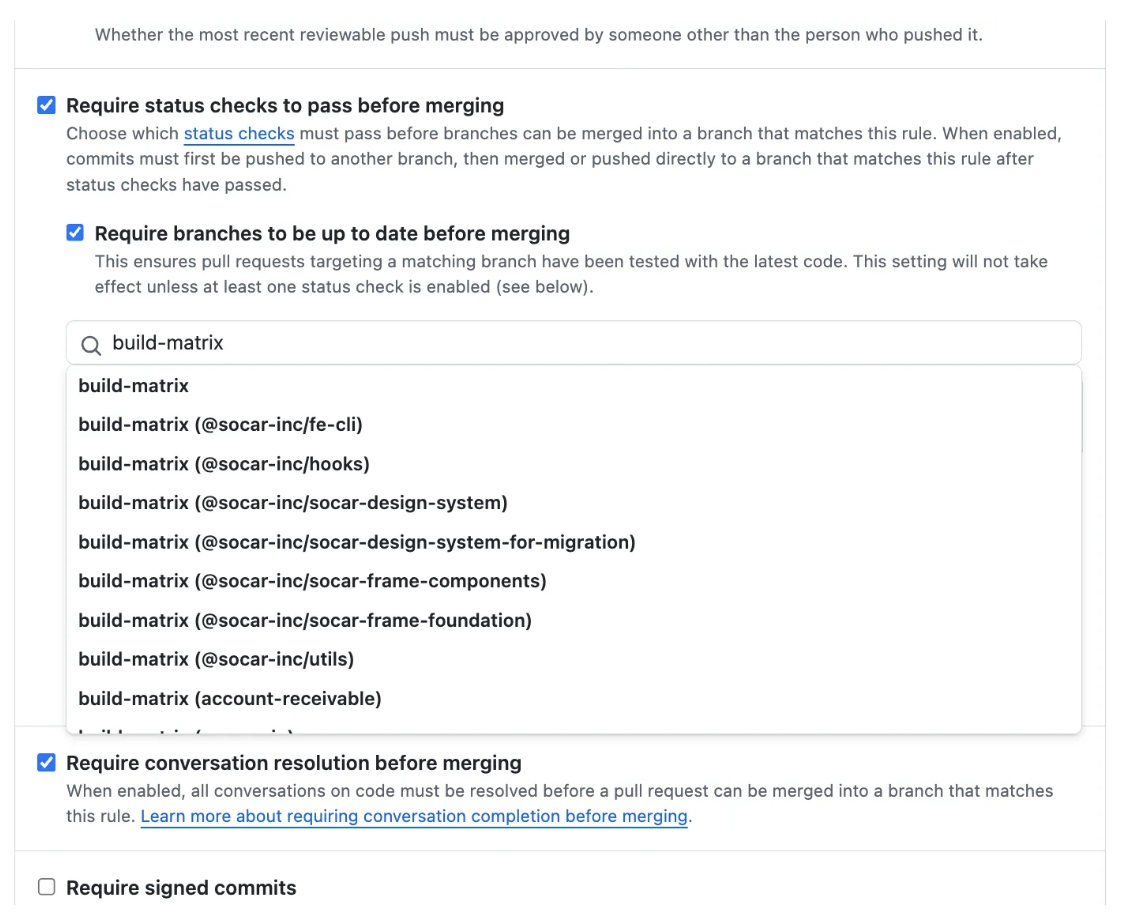 Whether the most recent reviewable push must be approved by someone other than the person who pushed it.
Require status checks to pass before merging
Choose which status checks must pass before branches can be merged into a branch that matches this rule. When enabled,
commits must first be pushed to another branch, then merged or pushed directly to a branch that matches this rule after
status checks have passed.
Require branches to be up to date before merging
This ensures pull requests targeting a matching branch have been tested with the latest code. This setting will not take
effect unless at least one status check is enabled (see below).
build-matrix
build-matrix
build-matrix (@socar-inc/fe-cli)
build-matrix (@socar-inc/hooks)
build-matrix (@socar-inc/socar-design-system)
build-matrix (@socar-inc/socar-design-system-for-migration)
build-matrix (@socar-inc/socar-frame-components)
build-matrix (@socar-inc/socar-frame-foundation)
build-matrix (@socar-inc/utils)
build-matrix (account-receivable)
Require conversation resolution before merging
When enabled, all conversations on code must be resolved before a pull request can be merged into a branch that matches
this rule. Learn more about requiring conversation completion before merging.
Require signed commits